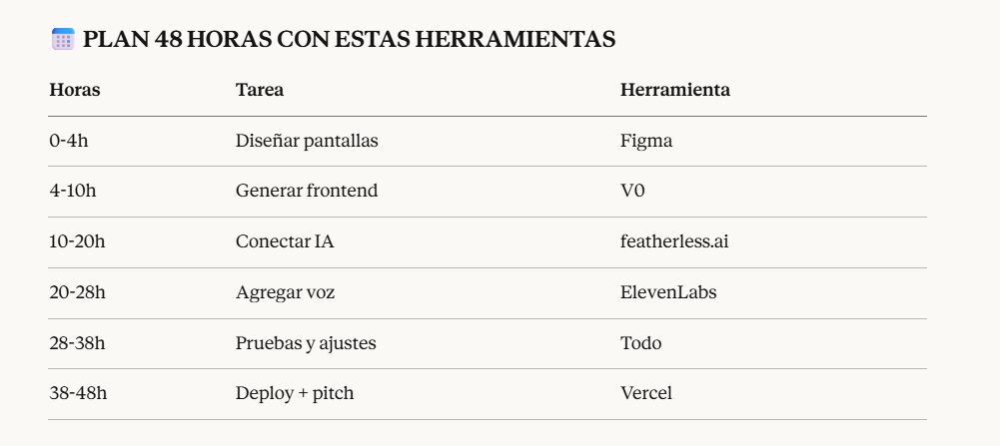 PLAN 48 HORAS CON ESTAS HERRAMIENTAS
Horas Tarea Herramienta
0-4h Diseñar pantallas Figma
4-10h Generar frontend V0
10-20h Conectar IA featherless.ai
20-28h Agregar voz ElevenLabs
28-38h Pruebas y ajustes Todo
38-48h Deploy + pitch Vercel